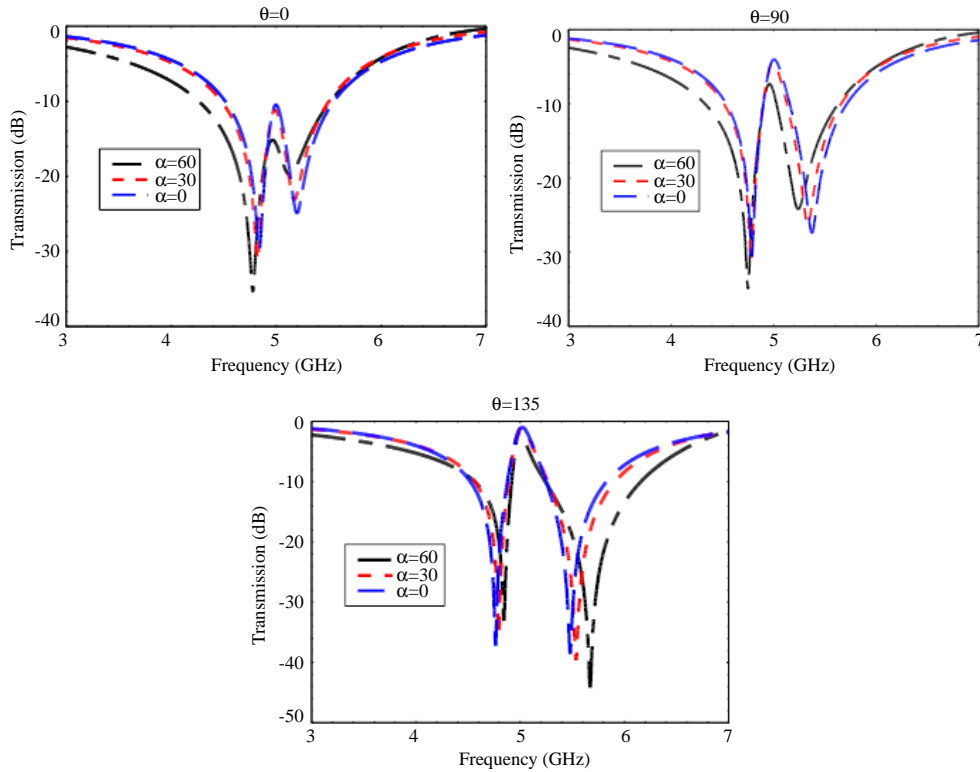 θ=0
0
-10
-20
-30
-40
Transmission (dB)
α=60
α=30
α=0
3
4
5
6
7
Frequency (GHz)
θ=90
0
-10
-20
-30
-40
Transmission (dB)
α=60
α=30
α=0
3
4
5
6
7
Frequency (GHz)
θ=135
0
-10
-20
-30
-40
-50
Transmission (dB)
α=60
α=30
α=0
3
4
5
6
7
Frequency (GHz)